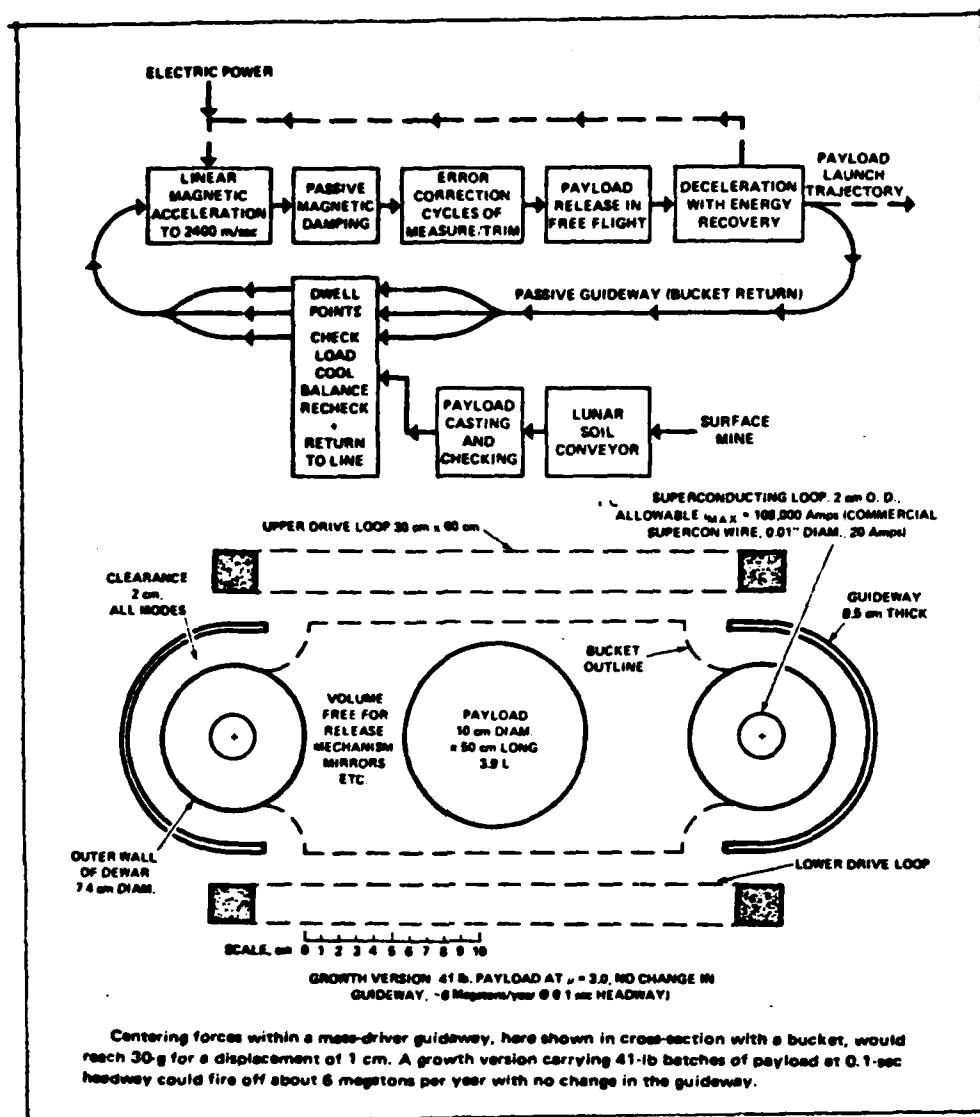 ELECTRIC POWER
LINEAR
MAGNETIC
ACCELERATION
TO 2400 m/sec
PASSIVE
MAGNETIC
DAMPING
ERROR
CORRECTION
CYCLES OF
MEASURE/TRIM
PAYLOAD
RELEASE IN
FREE FLIGHT
DECELERATION
WITH ENERGY
RECOVERY
PAYLOAD
LAUNCH
TRAJECTORY
PASSIVE GUIDEWAY (BUCKET RETURN)
DWELL
POINTS
CHECK
LOAD
COOL
BALANCE
RECHECK
RETURN
TO LINE
PAYLOAD
CASTING
AND
CHECKING
LUNAR
SOIL
CONVEYOR
SURFACE
MINE
SUPERCONDUCTING LOOP. 2 cm O. D.,
ALLOWABLE MAX = Amps (COMMERCIAL
SUPERCON WIRE, 0.01" DIAM., 20 Amps)
UPPER DRIVE LOOP cm x cm
CLEARANCE
2 cm,
ALL MODES
GUIDEWAY
cm THICK
BUCKET
OUTLINE
VOLUME
FREE FOR
RELEASE
MECHANISM
MIRRORS
ETC.
PAYLOAD
10 cm DIAM.
x 50 cm LONG
3.9 L
OUTER WALL
OF DEWAR
7.4 cm DIAM.
LOWER DRIVE LOOP
SCALE, cm 0 1 2 3 4 5 6 7 8 9 10
GROWTH VERSION 41 lb. PAYLOAD AT = 3.0, NO CHANGE IN
GUIDEWAY, Megatons/year @ 0.1 sec HEADWAY)
Centering forces within a mass-driver guideway, here shown in cross-section with a bucket, would
reach 30-g for a displacement of 1 cm. A growth version carrying 41-lb batches of payload at 0.1-sec
headway could fire off about 6 megatons per year with no change in the guideway.